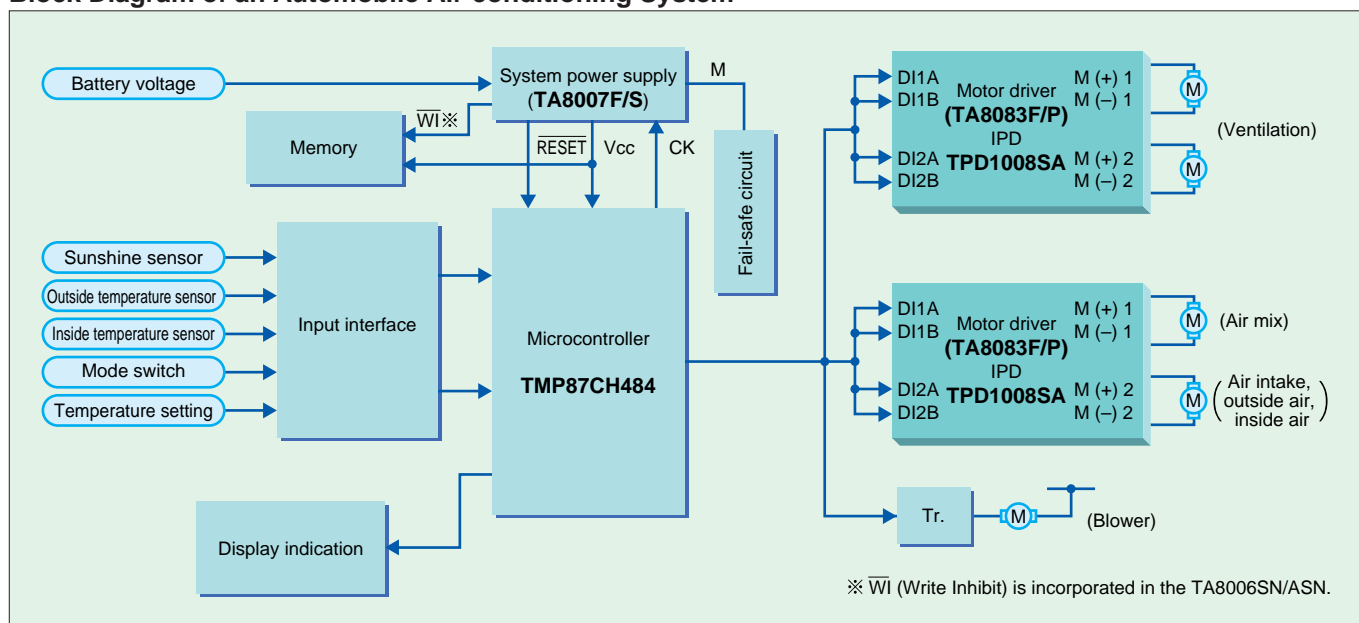 Block Diagram of an Automobile Air-conditioning System
Battery voltage
System power supply
(TA8007F/S)
M
WI※
Memory
RESET
Vcc
CK
Fail-safe circuit
Sunshine sensor
Outside temperature sensor
Inside temperature sensor
Mode switch
Temperature setting
Input interface
Microcontroller
TMP87CH484
Display indication
DI1A
DI1B
DI2A
DI2B
Motor driver
(TA8083F/P)
IPD
TPD1008SA
M (+) 1
M (–) 1
M (+) 2
M (–) 2
M
M
(Ventilation)
DI1A
DI1B
DI2A
DI2B
Motor driver
(TA8083F/P)
IPD
TPD1008SA
M (+) 1
M (–) 1
M (+) 2
M (–) 2
M
(Air mix)
M
(Air intake,
outside air,
inside air)
Tr.
M
(Blower)
※ WI (Write Inhibit) is incorporated in the TA8006SN/ASN.